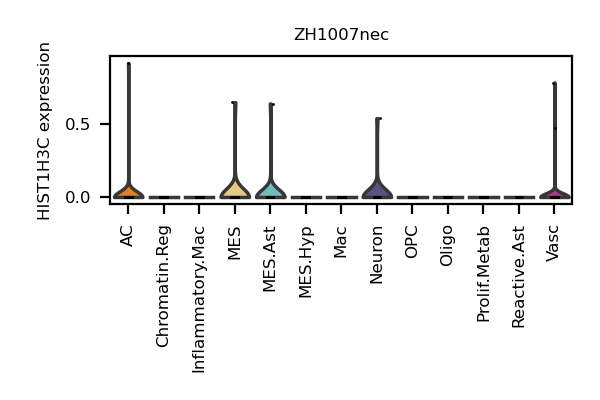 ZH1007nec
HIST1H3C expression
0.5
0.0
AC
Chromatin.Reg
Inflammatory.Mac
MES
MES.Ast
MES.Hyp
Mac
Neuron
OPC
Oligo
Prolif.Metab
Reactive.Ast
Vasc